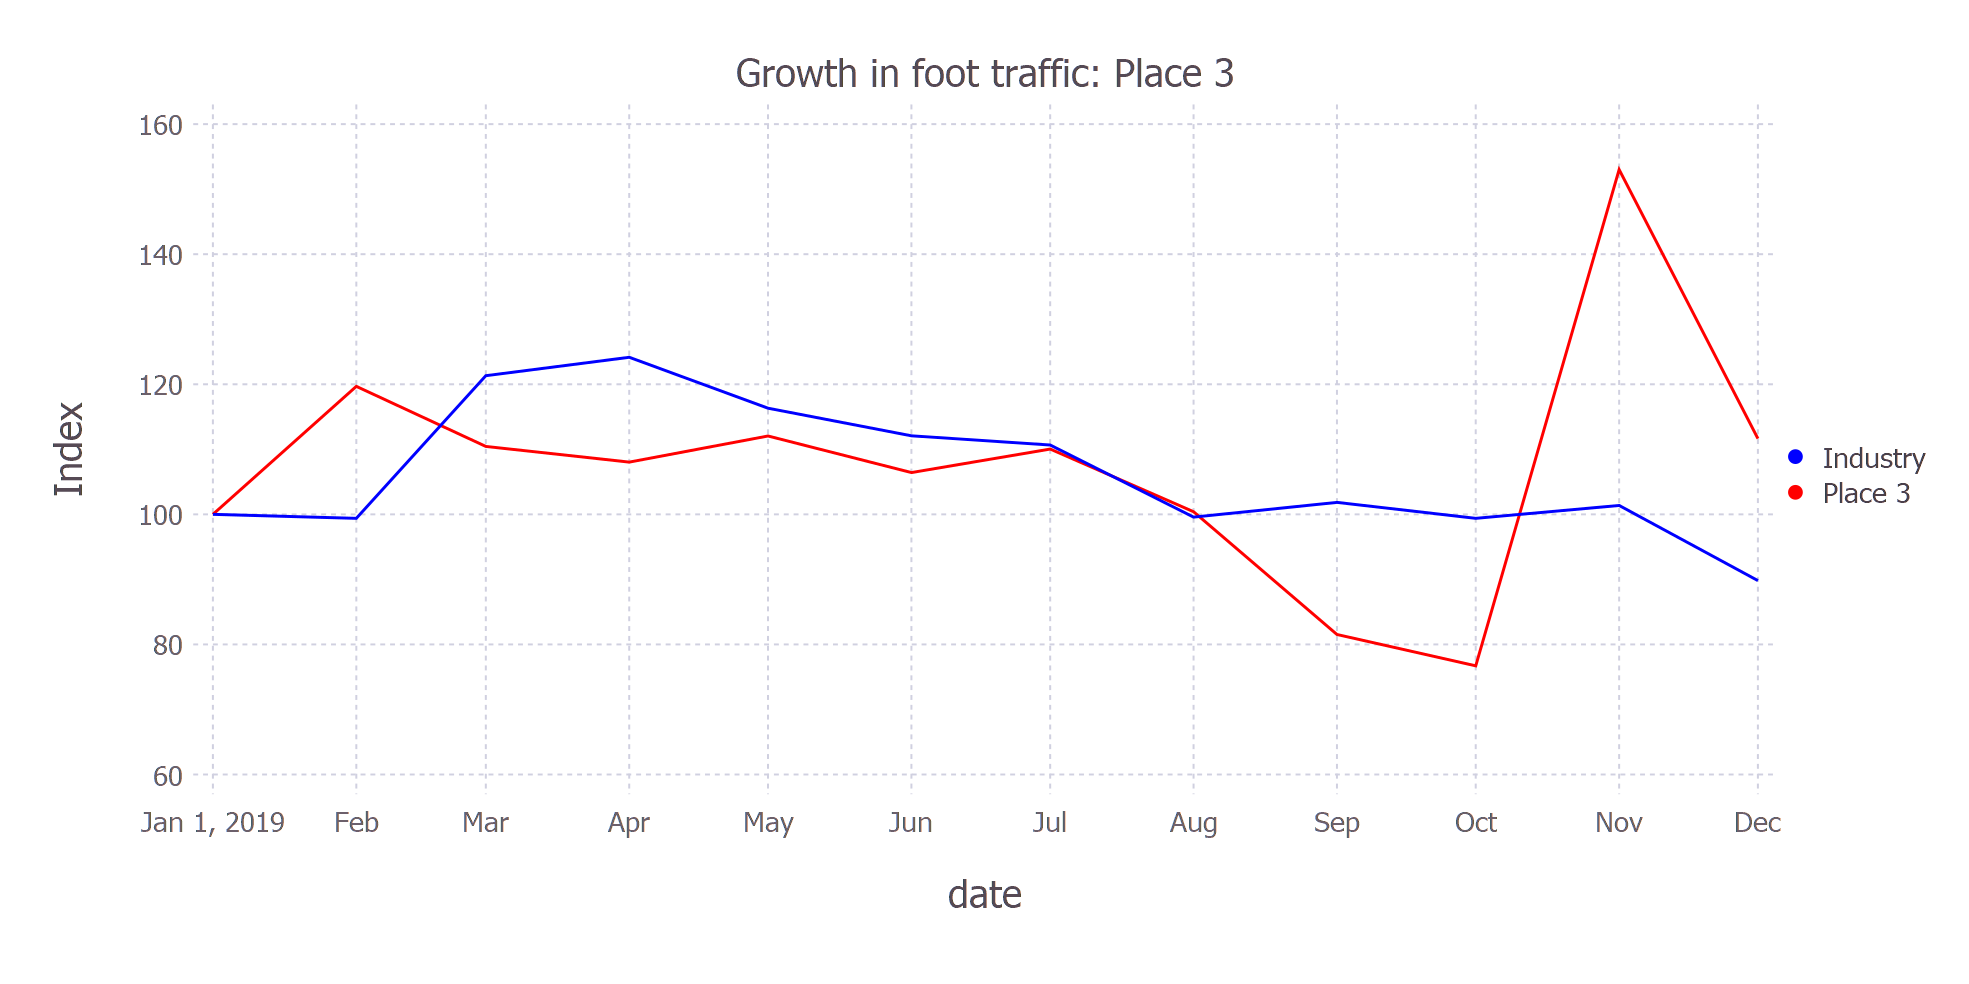 Growth in foot traffic: Place 3
160
140
120
100
80
60
Index
Jan 1, 2019 Feb Mar Apr May Jun Jul Aug Sep Oct Nov Dec
date
Industry
Place 3